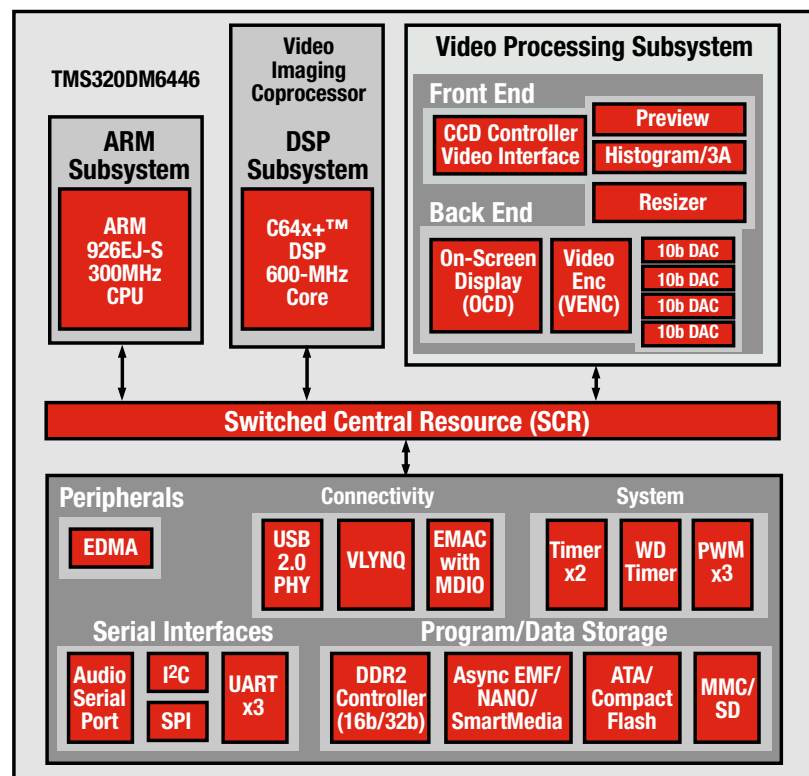 TMS320DM6446
ARM
Subsystem
ARM
926EJ-S
300MHz
CPU
Video
Imaging
Coprocessor
DSP
Subsystem
C64x+™
DSP
600-MHz
Core
Video Processing Subsystem
Front End
CCD Controller
Video Interface
Preview
Histogram/3A
Resizer
Back End
On-Screen
Display
(OCD)
Video
Enc
(VENC)
10b DAC
10b DAC
10b DAC
10b DAC
Switched Central Resource (SCR)
Peripherals
EDMA
Connectivity
USB
2.0
PHY
VLYNQ
EMAC
with
MDIO
System
Timer
x2
WD
Timer
PWM
x3
Serial Interfaces
Audio
Serial
Port
I²C
SPI
UART
x3
Program/Data Storage
DDR2
Controller
(16b/32b)
Async EMF/
NANO/
SmartMedia
ATA/
Compact
Flash
MMC/
SD